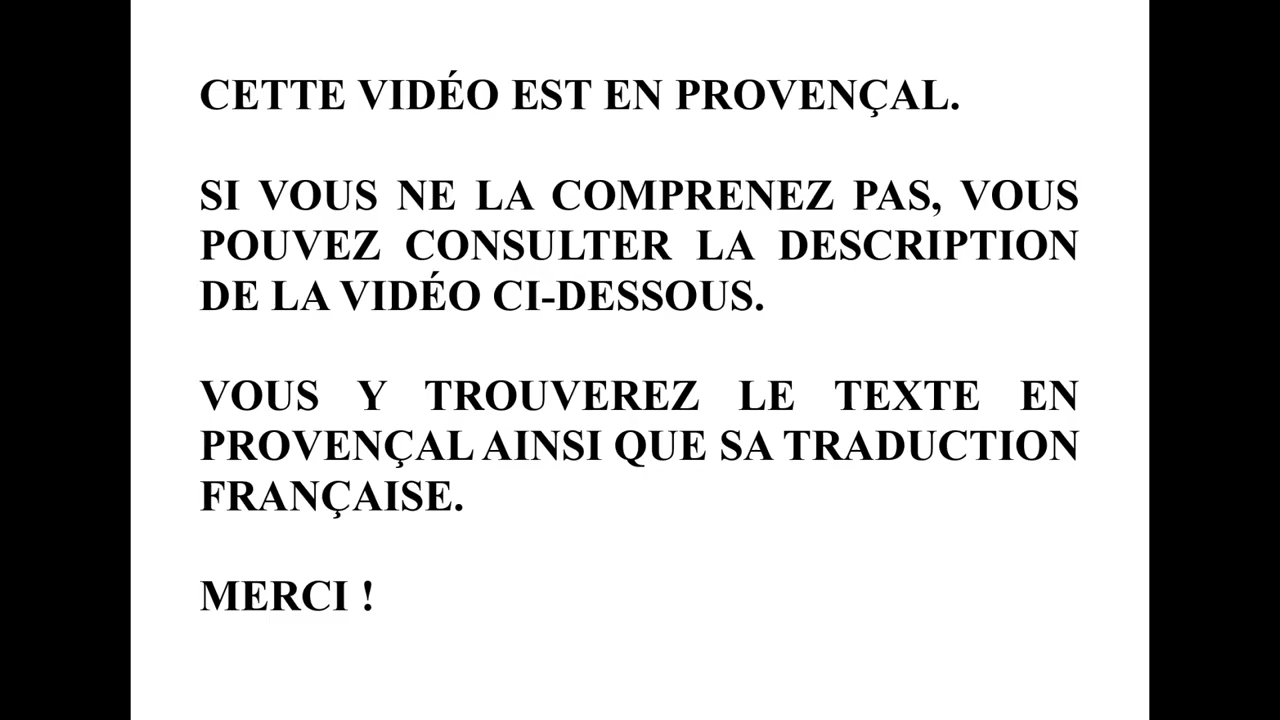 CETTE VIDÉO EST EN PROVENÇAL.
SI VOUS NE LA COMPRENEZ PAS, VOUS
POUVEZ CONSULTER LA DESCRIPTION
DE LA VIDÉO CI-DESSOUS.
VOUS Y TROUVEREZ LE TEXTE EN
PROVENÇAL AINSI QUE SA TRADUCTION
FRANÇAISE.
MERCI !